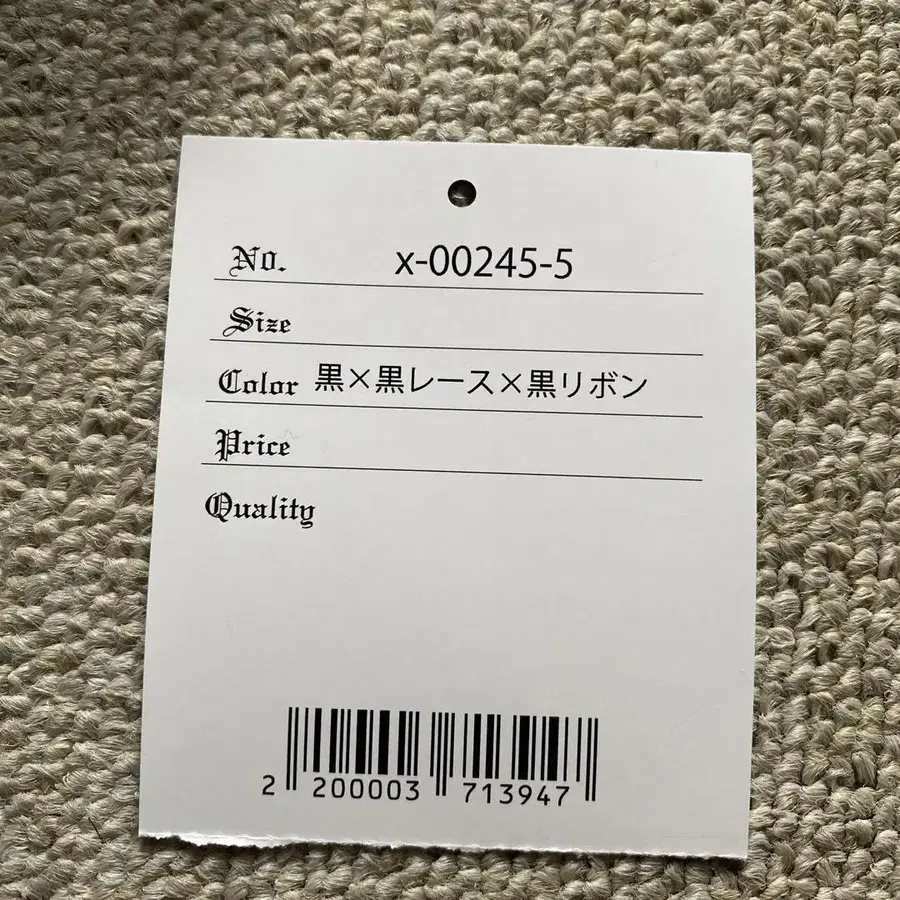 No. x-00245-5
Size
Color 黒×黒レース×黒リボン
Price
Quality
2 200003 713947